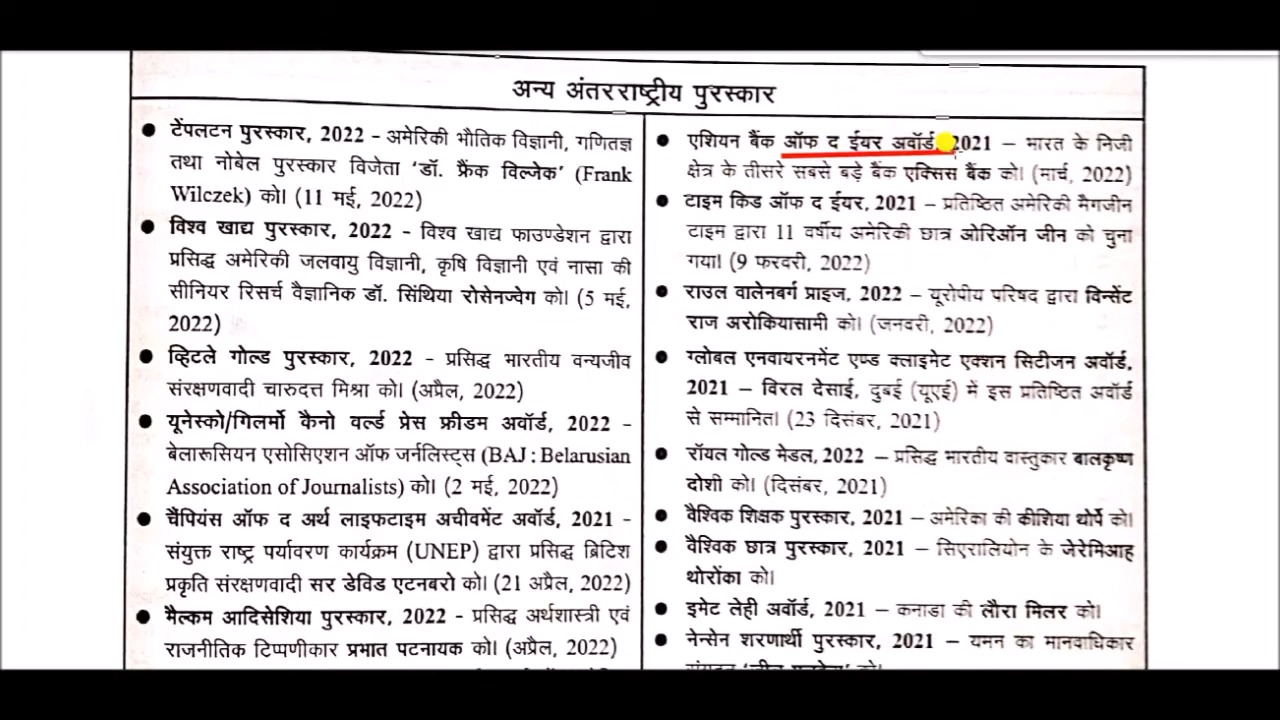 अन्य अंतरराष्ट्रीय पुरस्कार
● टेंपलटन पुरस्कार, 2022 - अमेरिकी भौतिक विज्ञानी, गणितज्ञ
तथा नोबेल पुरस्कार विजेता ‘डॉ. फ्रैंक विल्जेक’ (Frank
Wilczek) को। (11 मई, 2022)
● विश्व खाद्य पुरस्कार, 2022 - विश्व खाद्य फाउण्डेशन द्वारा
प्रसिद्ध अमेरिकी जलवायु विज्ञानी, कृषि विज्ञानी एवं नासा की
सीनियर रिसर्च वैज्ञानिक डॉ. सिंथिया रोसेनज्वेग को। (5 मई,
2022)
● व्हिटले गोल्ड पुरस्कार, 2022 - प्रसिद्ध भारतीय वन्यजीव
संरक्षणवादी चारुदत्त मिश्रा को। (अप्रैल, 2022)
● यूनेस्को/गिलर्मो कैनो वर्ल्ड प्रेस फ्रीडम अवॉर्ड, 2022 -
बेलारूसियन एसोसिएशन ऑफ जर्नलिस्ट्स (BAJ : Belarusian
Association of Journalists) को। (2 मई, 2022)
● चैंपियंस ऑफ द अर्थ लाइफटाइम अचीवमेंट अवॉर्ड, 2021 -
संयुक्त राष्ट्र पर्यावरण कार्यक्रम (UNEP) द्वारा प्रसिद्ध ब्रिटिश
प्रकृति संरक्षणवादी सर डेविड एटनबरो को। (21 अप्रैल, 2022)
● मैल्कम आदिसेशिया पुरस्कार, 2022 - प्रसिद्ध अर्थशास्त्री एवं
राजनीतिक टिप्पणीकार प्रभात पटनायक को। (अप्रैल, 2022)
● एशियन बैंक ऑफ द ईयर अवॉर्ड, 2021 – भारत के निजी
क्षेत्र के तीसरे सबसे बड़े बैंक एक्सिस बैंक को। (मार्च, 2022)
● टाइम किड ऑफ द ईयर, 2021 – प्रतिष्ठित अमेरिकी मैगजीन
टाइम द्वारा 11 वर्षीय अमेरिकी छात्र ओरिऑन जीन को चुना
गया। (9 फरवरी, 2022)
● राउल वालेनबर्ग प्राइज, 2022 – यूरोपीय परिषद द्वारा विन्सेंट
राज अरोकियासामी को। (जनवरी, 2022)
● ग्लोबल एनवायरनमेंट एण्ड क्लाइमेट एक्शन सिटीजन अवॉर्ड,
2021 – विरल देसाई, दुबई (यूएई) में इस प्रतिष्ठित अवॉर्ड
से सम्मानित। (23 दिसंबर, 2021)
● रॉयल गोल्ड मेडल, 2022 – प्रसिद्ध भारतीय वास्तुकार बालकृष्ण
दोशी को। (दिसंबर, 2021)
● वैश्विक शिक्षक पुरस्कार, 2021 – अमेरिका की कीशिया थोर्पे को।
● वैश्विक छात्र पुरस्कार, 2021 – सिएरालियोन के जेरेमिआह
थोरोंका को।
● इमेट लेही अवॉर्ड, 2021 – कनाडा की लौरा मिलर को।
● नेन्सेन शरणार्थी पुरस्कार, 2021 – यमन का मानवाधिकार